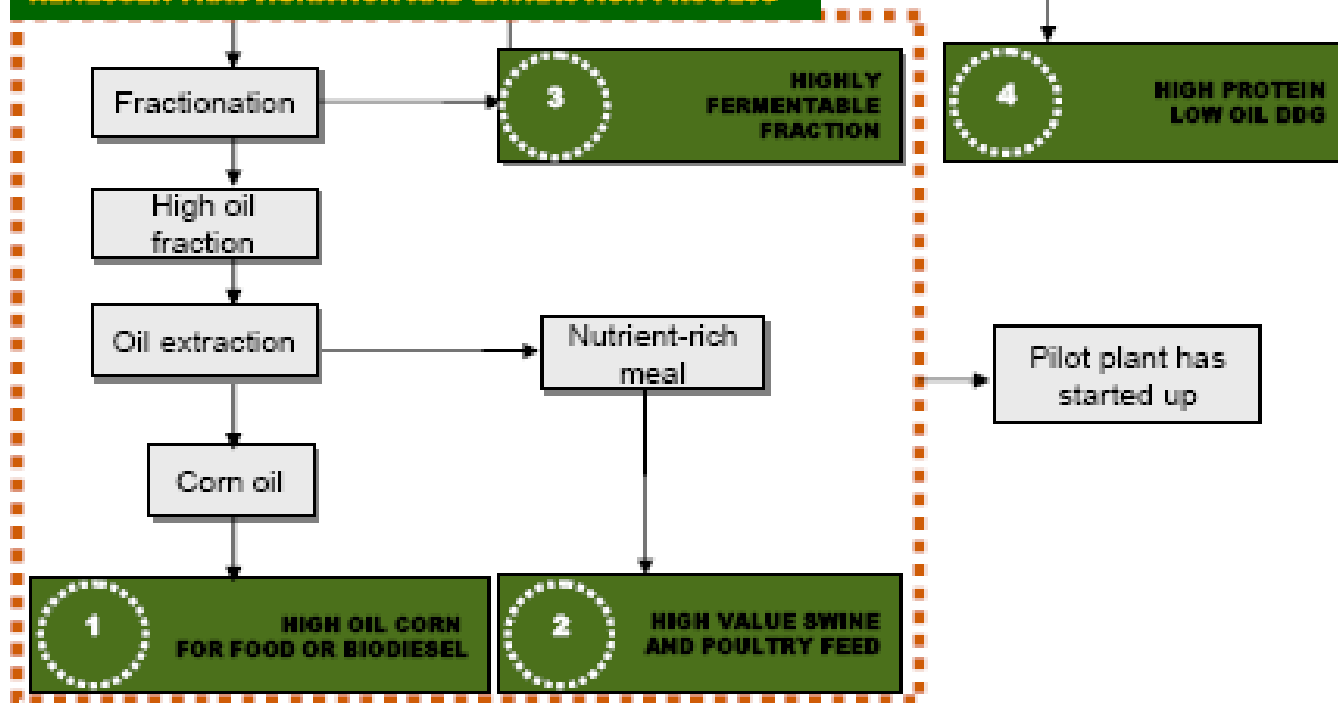 Fractionation
3
HIGHLY
FERMENTABLE
FRACTION
4
HIGH PROTEIN
LOW OIL DDG
High oil
fraction
Oil extraction
Nutrient-rich
meal
Pilot plant has
started up
Corn oil
1
HIGH OIL CORN
FOR FOOD OR BIODIESEL
2
HIGH VALUE SWINE
AND POULTRY FEED